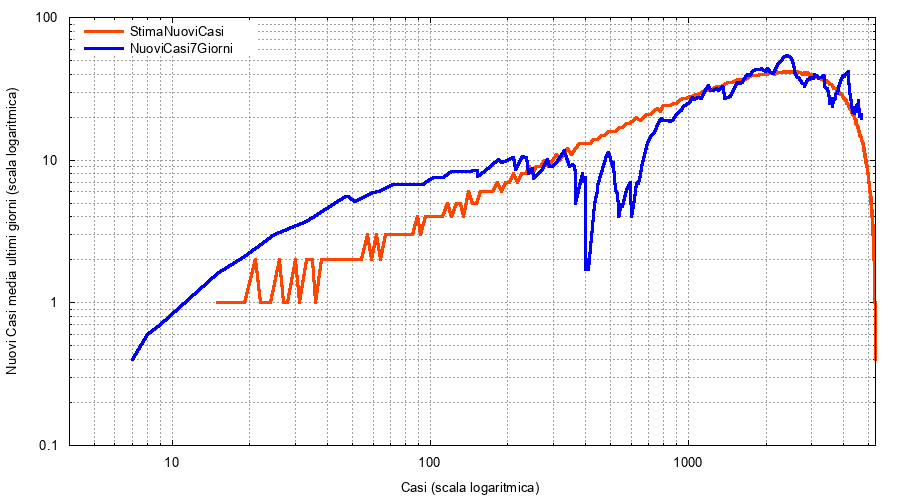 100
StimaNuoviCasi
NuoviCasi7Giorni
10
1
0.1
Nuovi Casi media ultimi giorni (scala logaritmica)
10 100 1000
Casi (scala logaritmica)